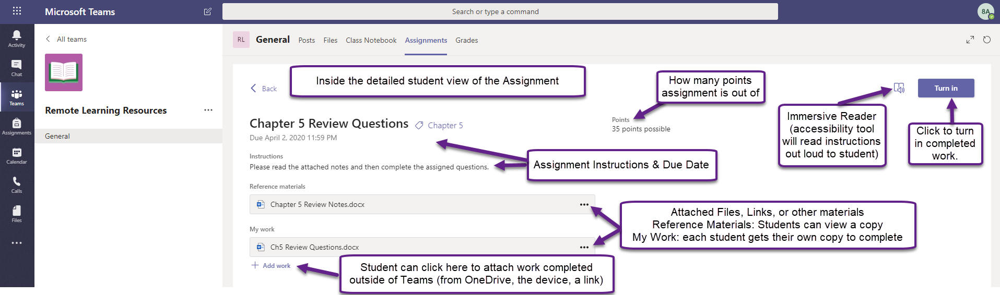 Microsoft Teams
Search or type a command
8A
Activity
Chat
Teams
Assignments
Calendar
Calls
Files
All teams
Remote Learning Resources
General
RL
General
Posts
Files
Class Notebook
Assignments
Grades
Back
Inside the detailed student view of the Assignment
How many points
assignment is out of
Turn in
Immersive Reader
(accessibility tool
will read instructions
out loud to student)
Click to turn
in completed
work.
Chapter 5 Review Questions
Chapter 5
Due April 2, 2020 11:59 PM
Points
35 points possible
Instructions
Please read the attached notes and then complete the assigned questions.
Assignment Instructions & Due Date
Reference materials
Chapter 5 Review Notes.docx
Attached Files, Links, or other materials
Reference Materials: Students can view a copy
My Work: each student gets their own copy to complete
My work
Ch5 Review Questions.docx
Add work
Student can click here to attach work completed
outside of Teams (from OneDrive, the device, a link)